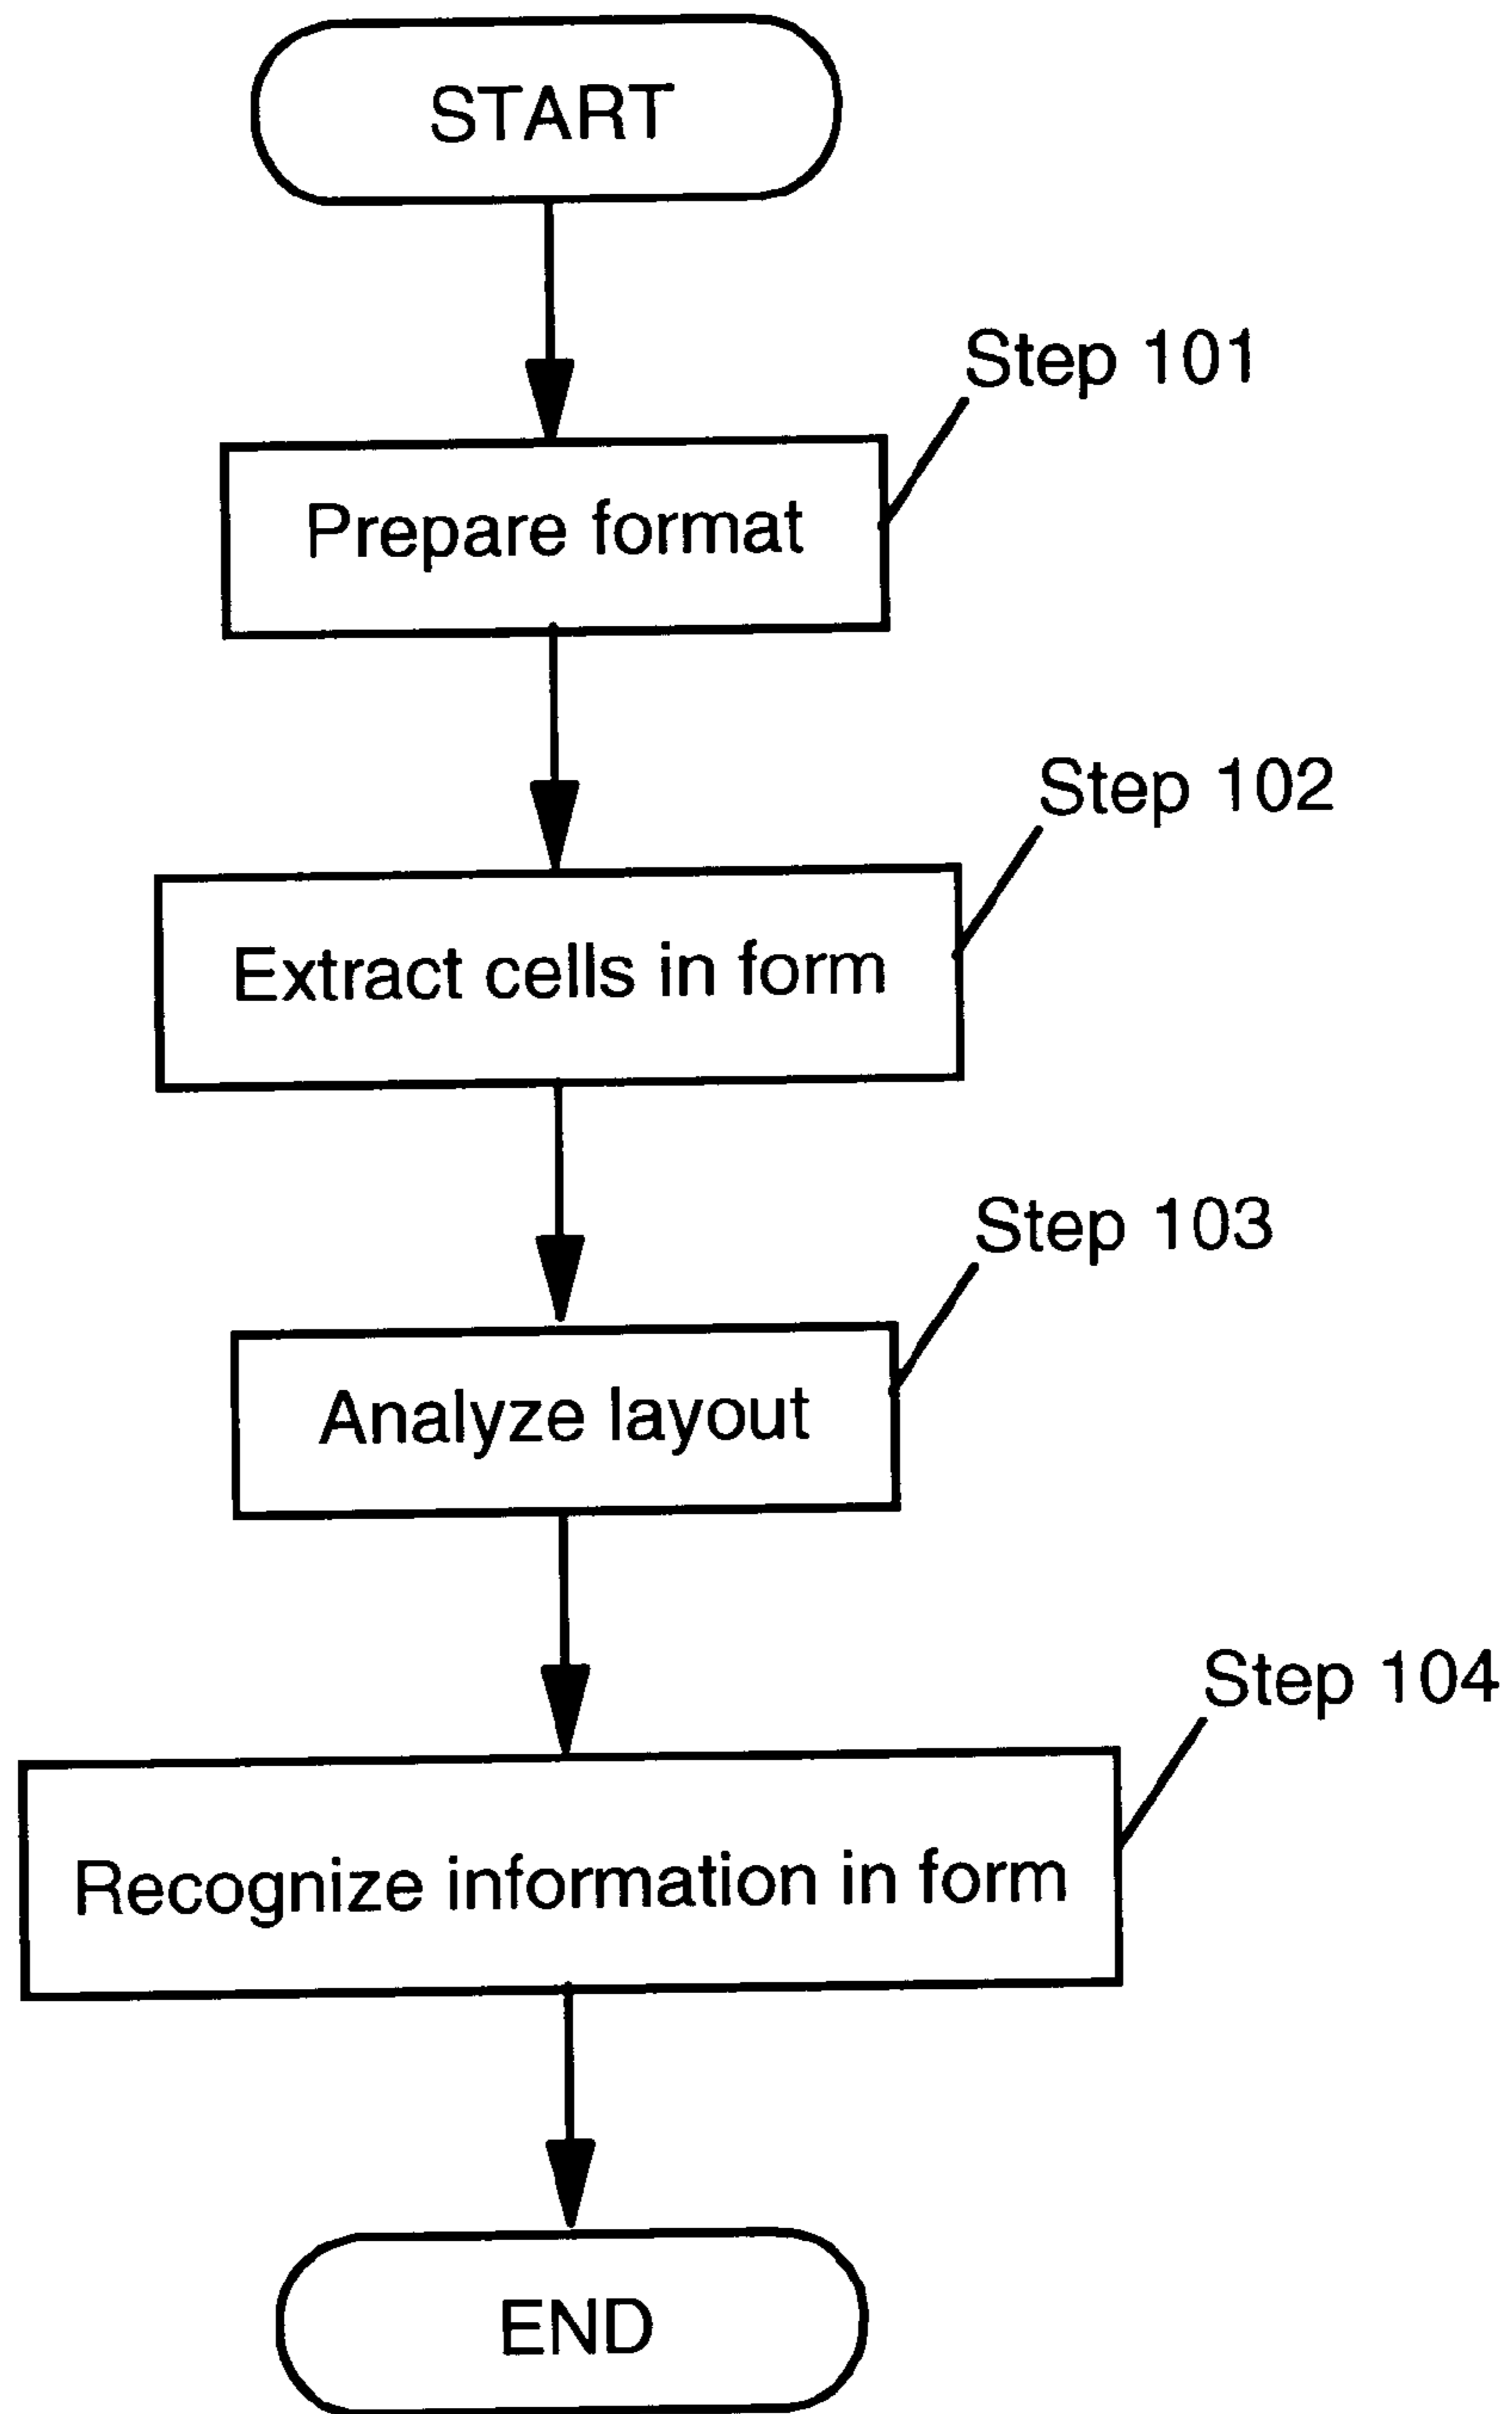 START
Step 101
Prepare format
Step 102
Extract cells in form
Step 103
Analyze layout
Step 104
Recognize information in form
END